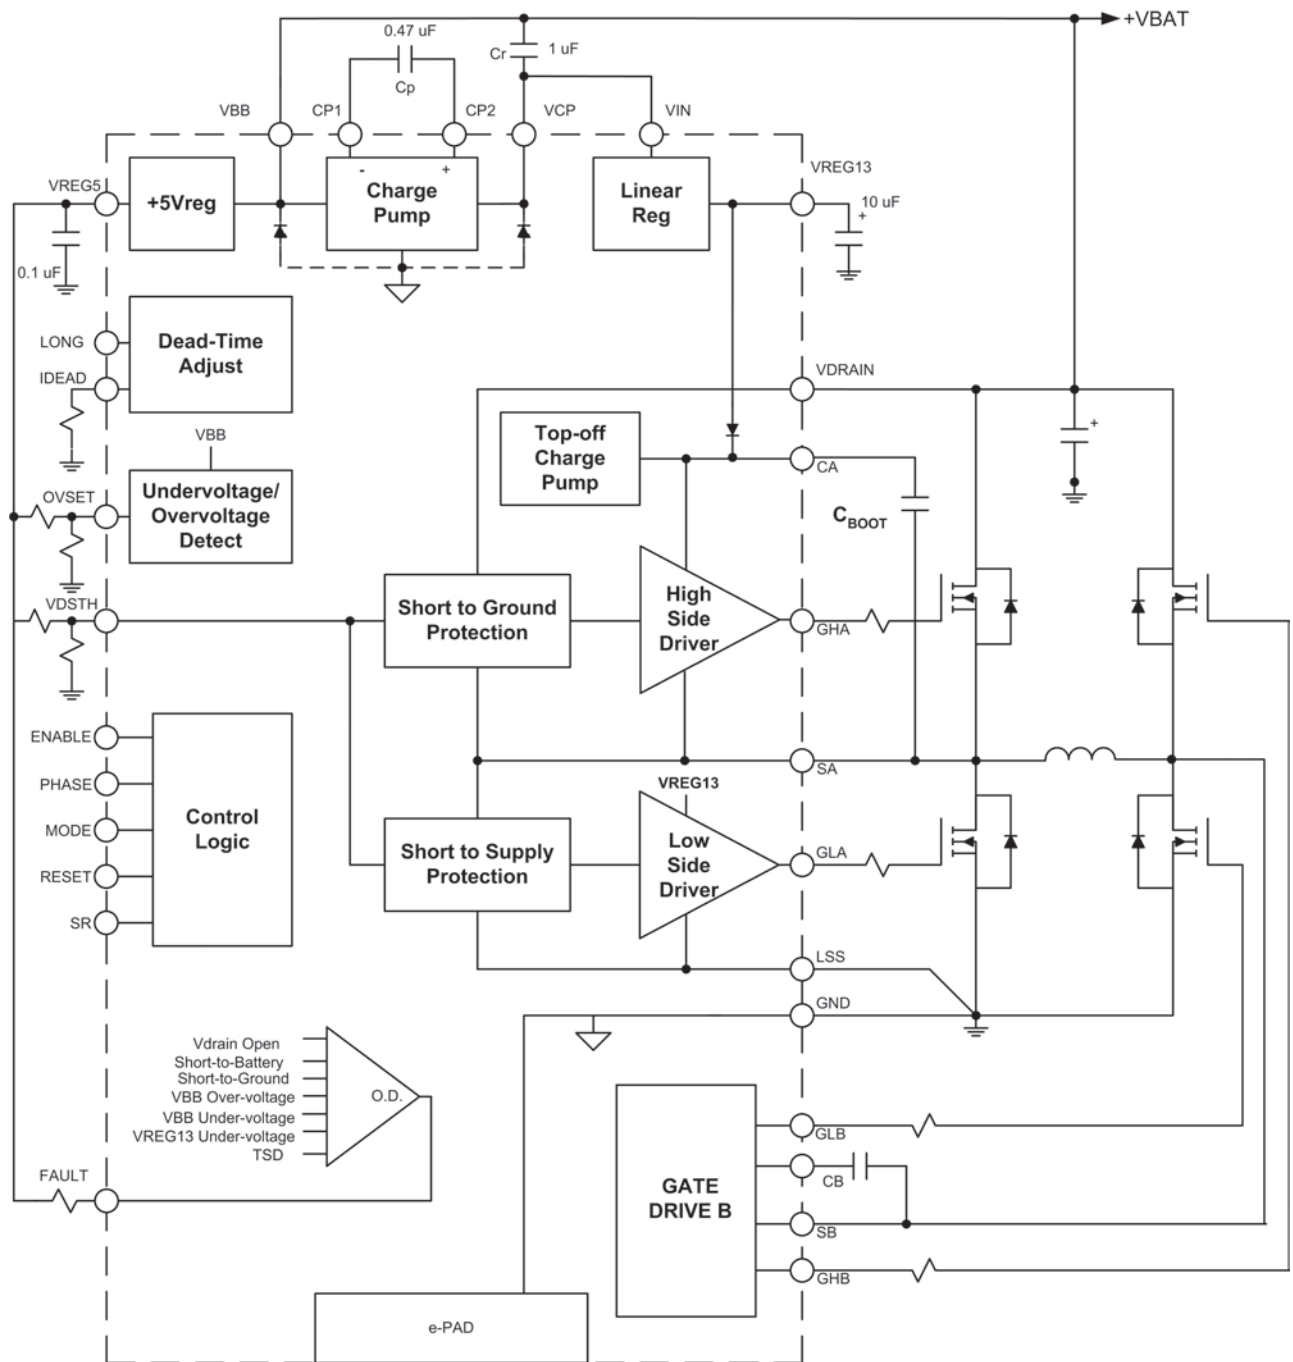 +VBAT
0.47 uF
Cr
1 uF
Cp
VBB
CP1
CP2
VCP
VIN
VREG13
VREG5
+5Vreg
-
+
Charge
Pump
Linear
Reg
10 uF
+
0.1 uF
LONG
Dead-Time
Adjust
IDEAD
VDRAIN
VBB
Top-off
Charge
Pump
+
CA
OVSET
Undervoltage/
Overvoltage
Detect
CBOOT
VDSTH
Short to Ground
Protection
High
Side
Driver
GHA
ENABLE
PHASE
MODE
RESET
SR
Control
Logic
SA
VREG13
Short to Supply
Protection
Low
Side
Driver
GLA
LSS
GND
Vdrain Open
Short-to-Battery
Short-to-Ground
VBB Over-voltage
VBB Under-voltage
VREG13 Under-voltage
TSD
O.D.
FAULT
GATE
DRIVE B
GLB
CB
SB
GHB
e-PAD